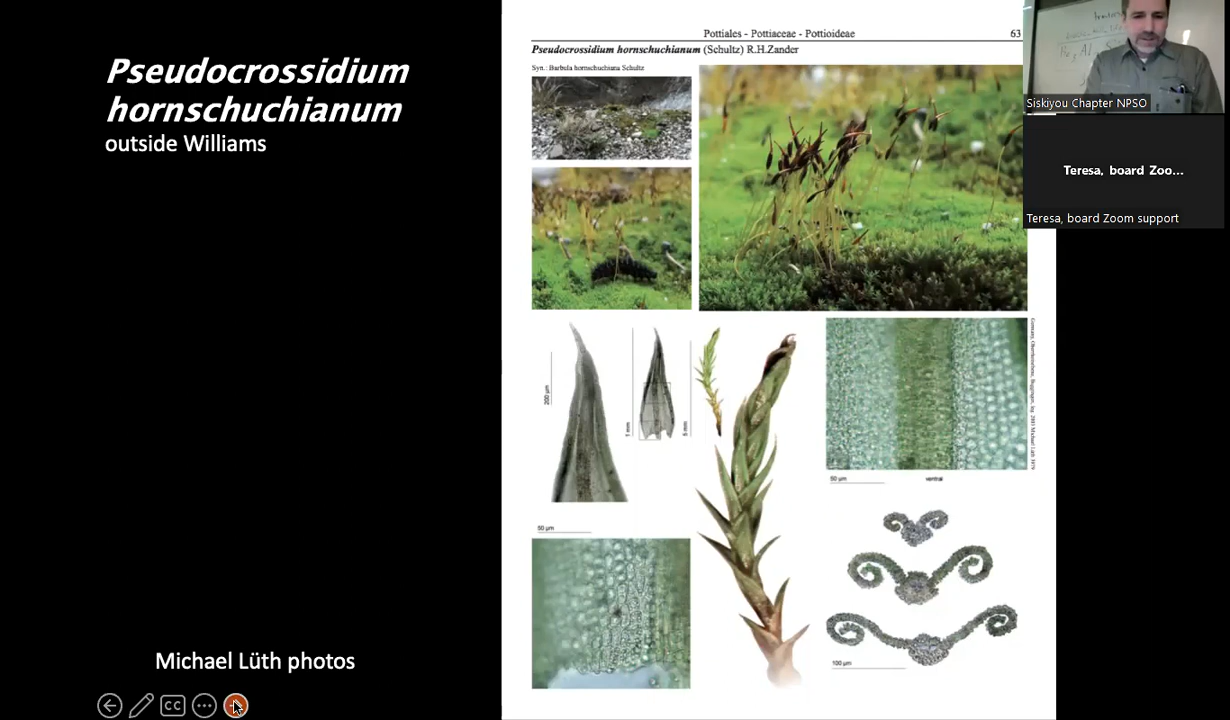 Pseudocrossidium
hornschuchianum
outside Williams
Michael Lüth photos
CC
Pottiales - Pottiaceae - Pottioideae
63
Pseudocrossidium hornschuchianum (Schultz) R.H.Zander
Syn.: Barbula hornschuchiana Schultz
200 µm
1 mm
5 mm
50 µm
ventral
50 µm
100 µm
Siskiyou Chapter NPSO
Teresa, board Zoo...
Teresa, board Zoom support